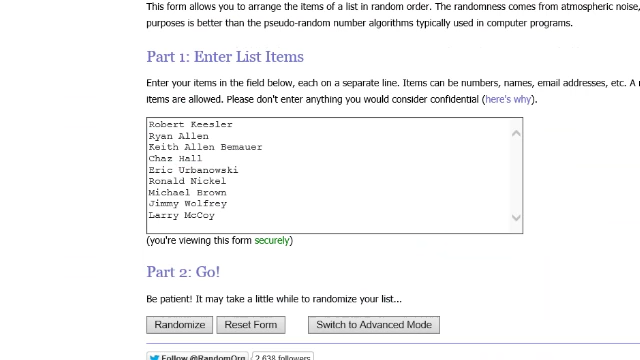 This form allows you to arrange the items of a list in random order. The randomness comes from atmospheric noise,
purposes is better than the pseudo-random number algorithms typically used in computer programs.
Part 1: Enter List Items
Enter your items in the field below, each on a separate line. Items can be numbers, names, email addresses, etc. A
items are allowed. Please don't enter anything you would consider confidential (here's why).
Robert Keesler
Ryan Allen
Keith Allen Bemauer
Chaz Hall
Eric Urbanowski
Ronald Nickel
Michael Brown
Jimmy Wolfrey
Larry McCoy
(you're viewing this form securely)
Part 2: Go!
Be patient! It may take a little while to randomize your list...
Randomize Reset Form Switch to Advanced Mode
Follow @RandomOrg 2,638 followers